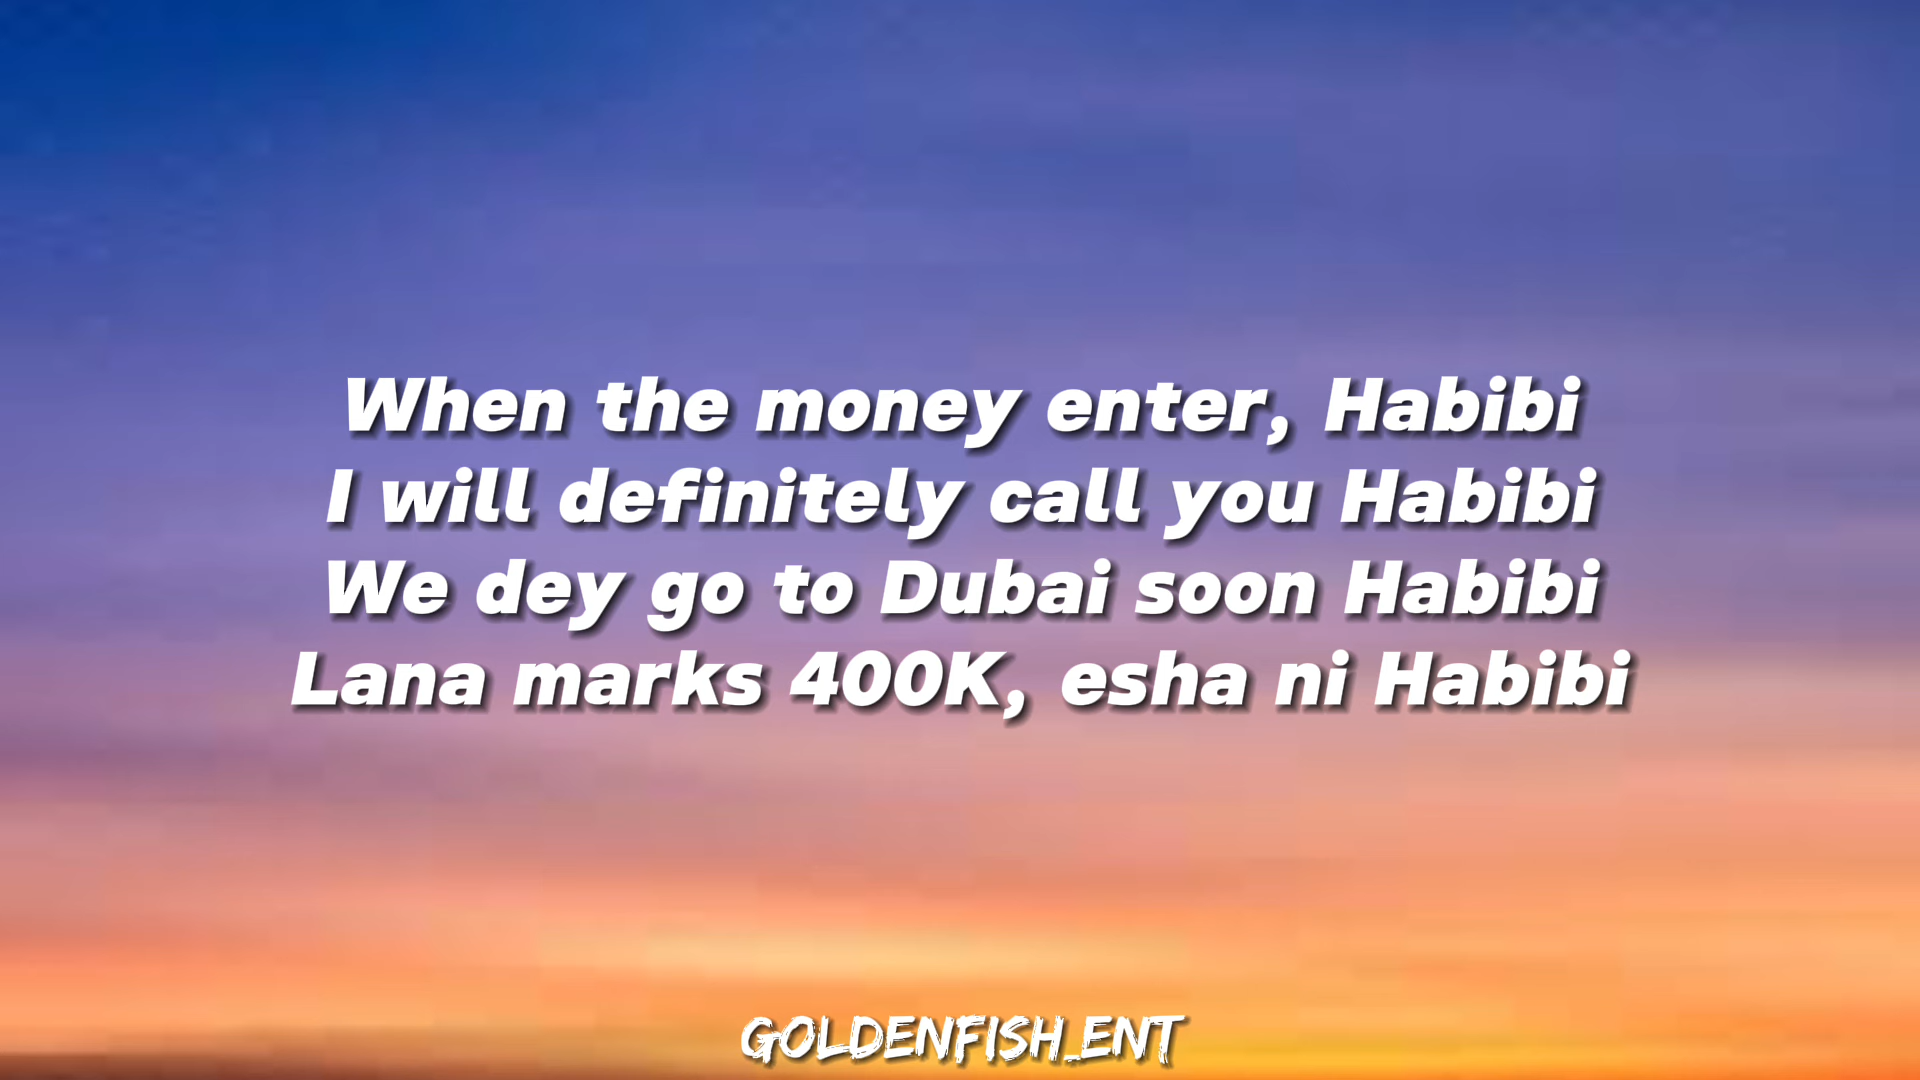 When the money enter, Habibi
I will definitely call you Habibi
We dey go to Dubai soon Habibi
Lana marks 400K, esha ni Habibi
GOLDENFISH_ENT